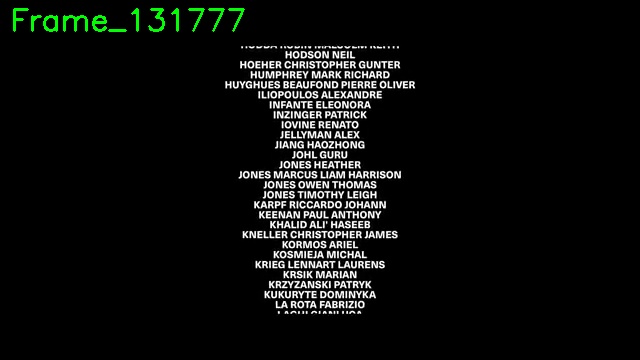 Frame_131777
HODSON NEIL
HOEHER CHRISTOPHER GUNTER
HUMPHREY MARK RICHARD
HUYGHUES BEAUFOND PIERRE OLIVER
ILIOPOULOS ALEXANDRE
INFANTE ELEONORA
INZINGER PATRICK
IOVINE RENATO
JELLYMAN ALEX
JIANG HAOZHONG
JOHL GURU
JONES HEATHER
JONES MARCUS LIAM HARRISON
JONES OWEN THOMAS
JONES TIMOTHY LEIGH
KARPF RICCARDO JOHANN
KEENAN PAUL ANTHONY
KHALID ALI' HASEEB
KNELLER CHRISTOPHER JAMES
KORMOS ARIEL
KOSMIEJA MICHAL
KRIEG LENNART LAURENS
KRSIK MARIAN
KRZYZANSKI PATRYK
KUKURYTE DOMINYKA
LA ROTA FABRIZIO